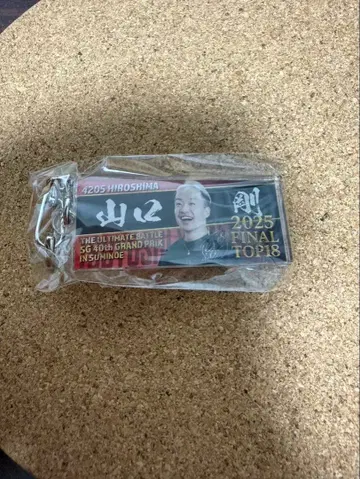 4205 HIROSHIMA
山口 剛
THE ULTIMATE BATTLE
SG 40th GRAND PRIX
IN SUMINOE
2025
FINAL
TOP18